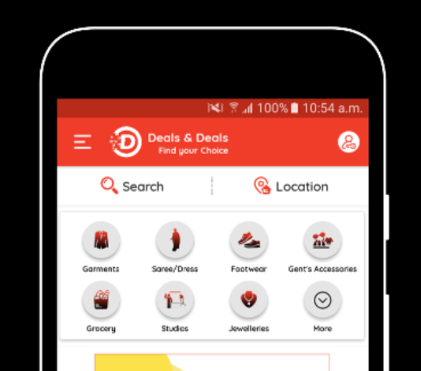 100% 10:54 a.m.
D Deals & Deals
Find your Choice
Search Location
Garments Saree/Dress Footwear Gent's Accessories
Grocery Studios Jewelleries More